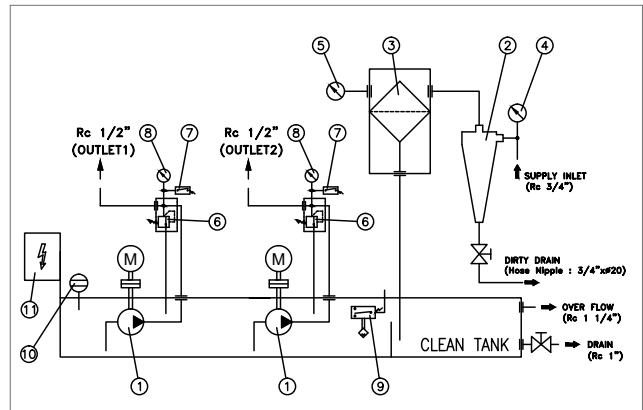 5
3
2
4
Rc 1/2"
(OUTLET1)
8
7
Rc 1/2"
(OUTLET2)
8
7
SUPPLY INLET
(Rc 3/4")
6
6
M
M
DIRTY DRAIN
(Hose Nipple : 3/4"xø20)
11
10
OVER FLOW
(Rc 1 1/4")
CLEAN TANK
DRAIN
(Rc 1")
1
1
9